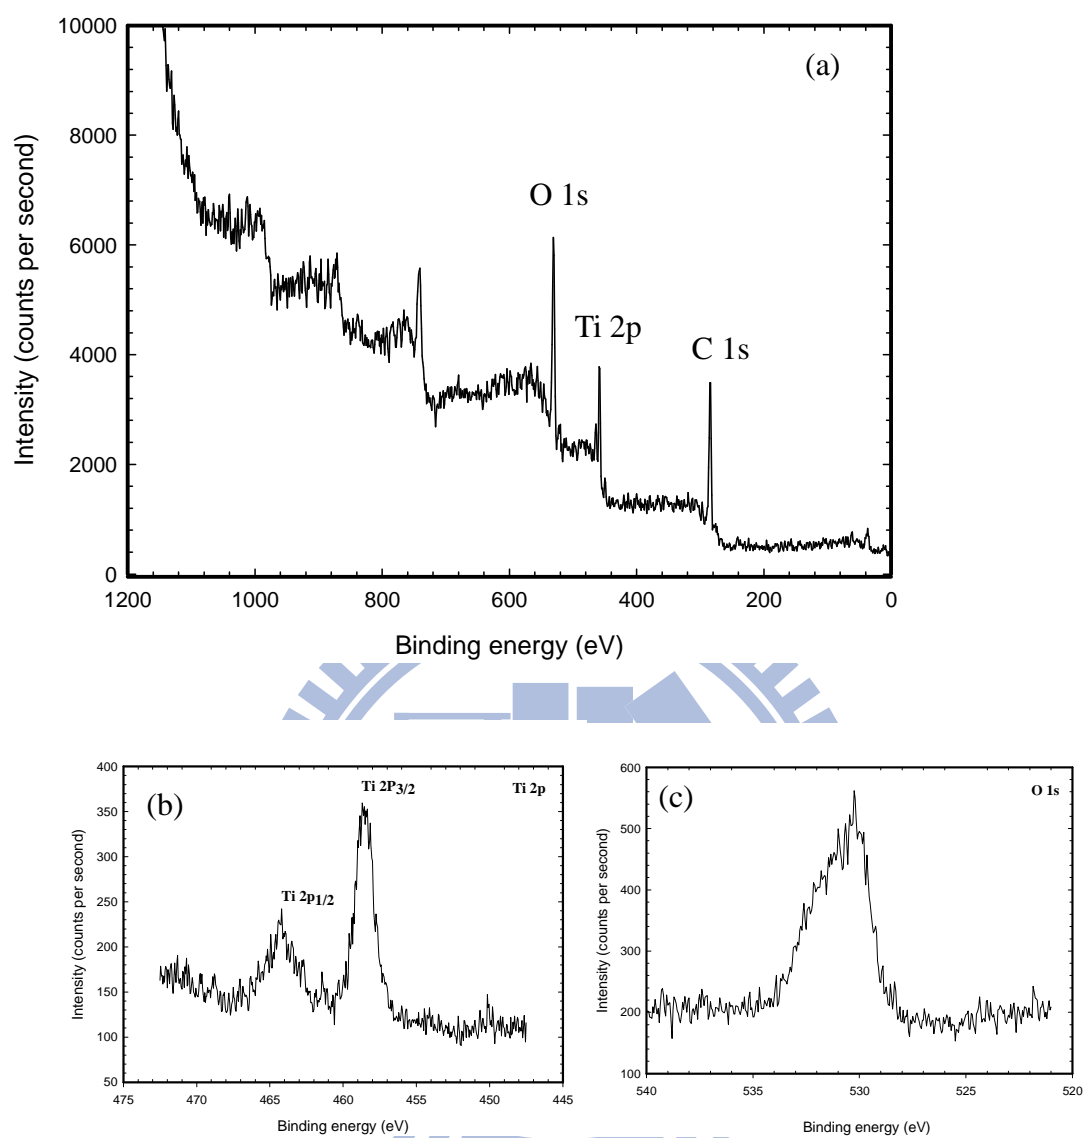 10000
(a)
8000
6000
4000
2000
0
O 1s
Ti 2p
C 1s
Intensity (counts per second)
1200 1000 800 600 400 200 0
Binding energy (eV)
400
350
300
250
200
150
100
50
(b)
Ti 2P3/2
Ti 2p
Ti 2p1/2
Intensity (counts per second)
475 470 465 460 455 450 445
Binding energy (eV)
600
500
400
300
200
100
(c)
O 1s
Intensity (counts per second)
540 535 530 525 520
Binding energy (eV)